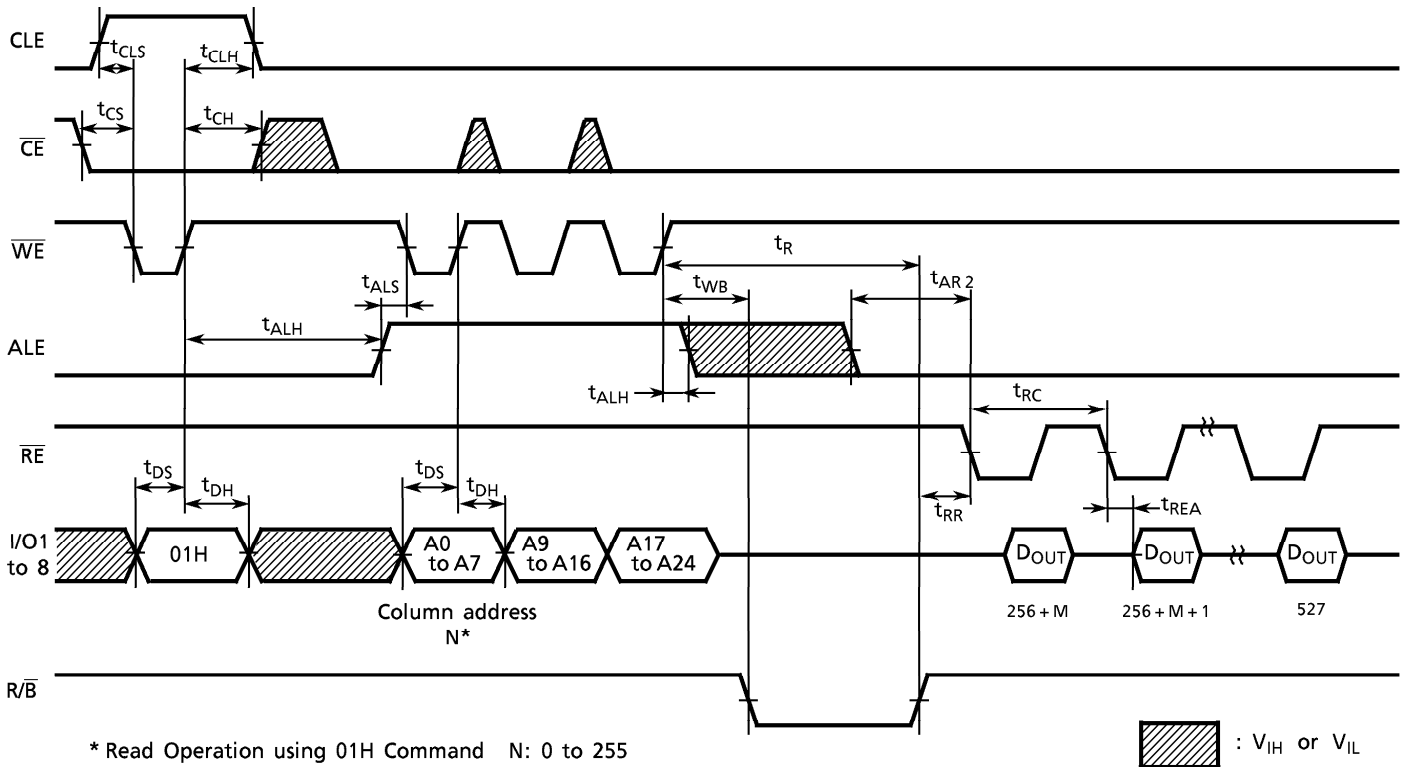 CLE
tCLS
tCLH
tCS
tCH
CE
WE
tR
tALS
tWB
tAR2
tALH
ALE
tALH
tRC
RE
tDS
tDH
tDS
tDH
tRR
tREA
I/O1
to 8
01H
A0
to A7
A9
to A16
A17
to A24
DOUT
DOUT
DOUT
Column address
N*
256 + M
256 + M + 1
527
R/B
* Read Operation using 01H Command N: 0 to 255
: VIH or VIL